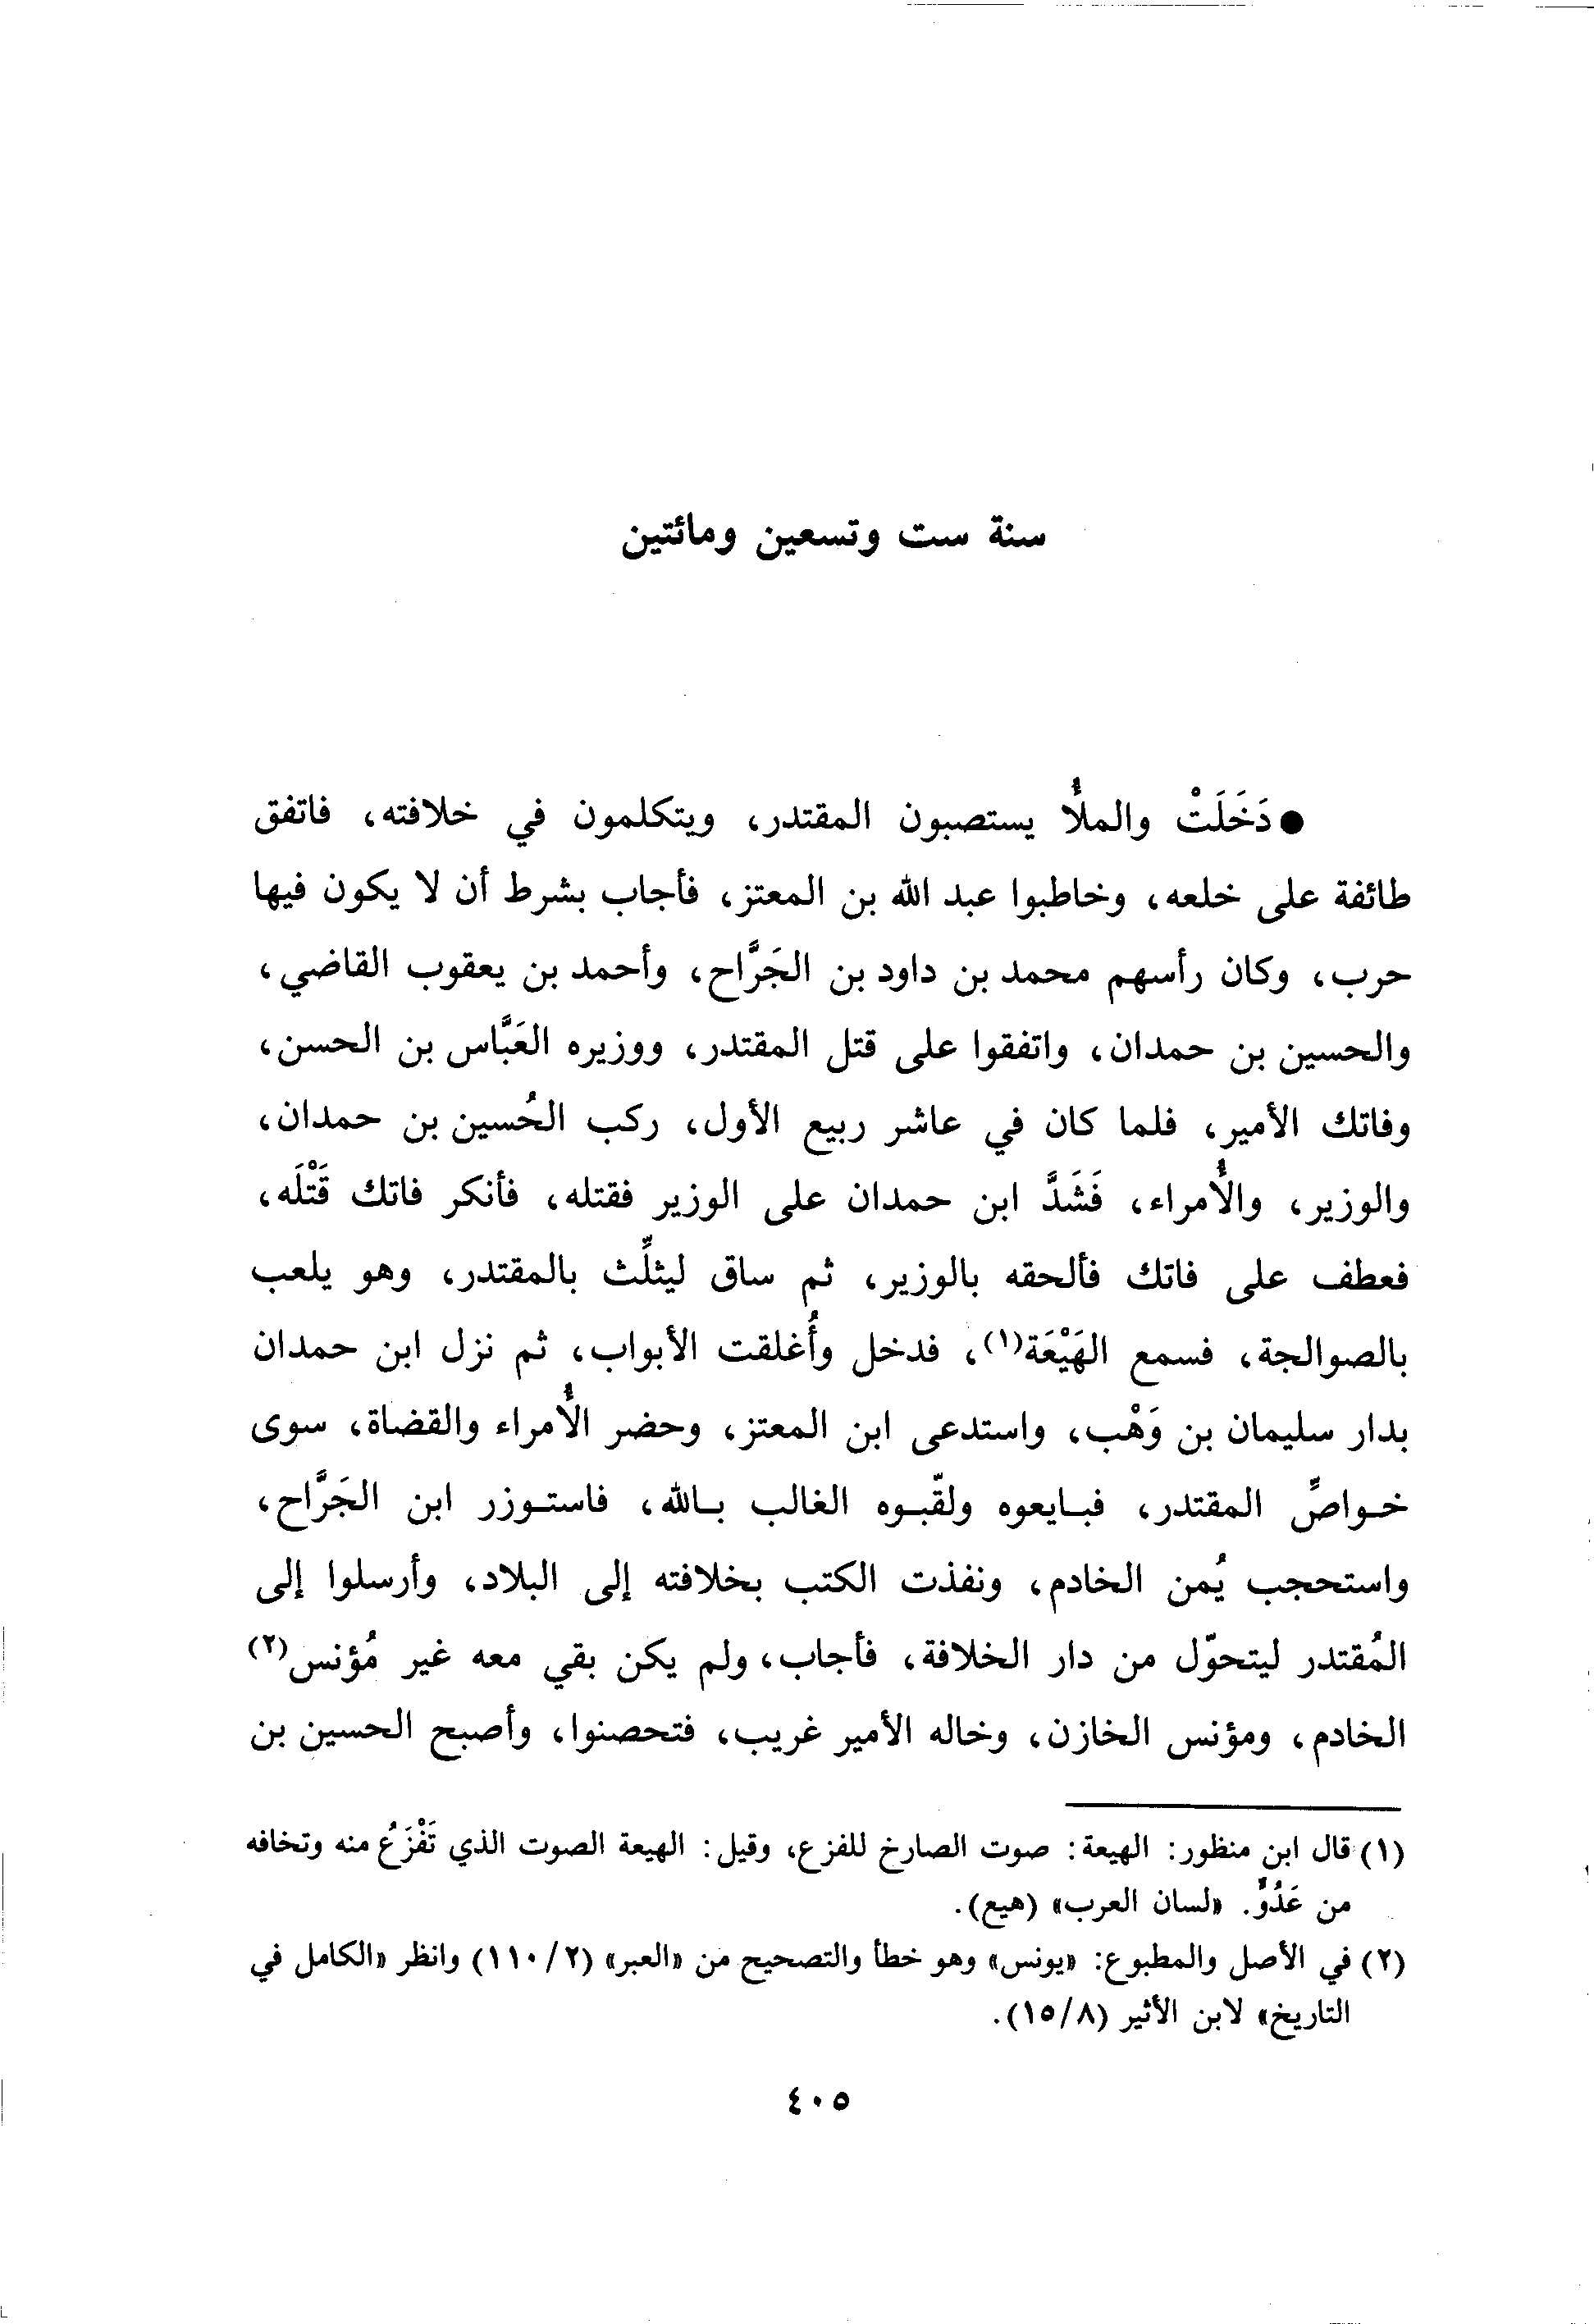 سنة ست وتسعين ومائتين
● دَخَلَتْ والملأُ يستصبون المقتدر، ويتكلمون في خلافته، فاتفق
طائفة على خلعه، وخاطبوا عبد الله بن المعتز، فأجاب بشرط أن لا يكون فيها
حرب، وكان رأسهم محمد بن داود بن الجَرَّاح، وأحمد بن يعقوب القاضي،
والحسين بن حمدان، واتفقوا على قتل المقتدر، ووزيره العَبَّاس بن الحسن،
وفاتك الأمير، فلما كان في عاشر ربيع الأول، ركب الحُسين بن حمدان،
والوزير، والأُمراء، فَشَدَّ ابن حمدان على الوزير فقتله، فأنكر فاتك قَتْلَه،
فعطف على فاتك فألحقه بالوزير، ثم ساق ليثلِّث بالمقتدر، وهو يلعب
بالصوالجة، فسمع الهَيْعَة(١)، فدخل وأُغلقت الأبواب، ثم نزل ابن حمدان
بدار سليمان بن وَهْب، واستدعى ابن المعتز، وحضر الأُمراء والقضاة، سوى
خواصِّ المقتدر، فبايعوه ولقّبوه الغالب بالله، فاستوزر ابن الجَرَّاح،
واستحجب يُمن الخادم، ونفذت الكتب بخلافته إلى البلاد، وأرسلوا إلى
المُقتدر ليتحوّل من دار الخلافة، فأجاب، ولم يكن بقي معه غير مُؤنس(٢)
الخادم، ومؤنس الخازن، وخاله الأمير غريب، فتحصنوا، وأصبح الحسين بن
(١) قال ابن منظور: الهيعة: صوت الصارخ للفزع، وقيل: الهيعة الصوت الذي تَفْزَعُ منه وتخافه
من عَدُوٍّ. «لسان العرب» (هيع).
(٢) في الأصل والمطبوع: «يونس» وهو خطأ والتصحيح من «العبر» (٢/١١٠) وانظر «الكامل في
التاريخ» لابن الأثير (٨/١٥).
٤٠٥